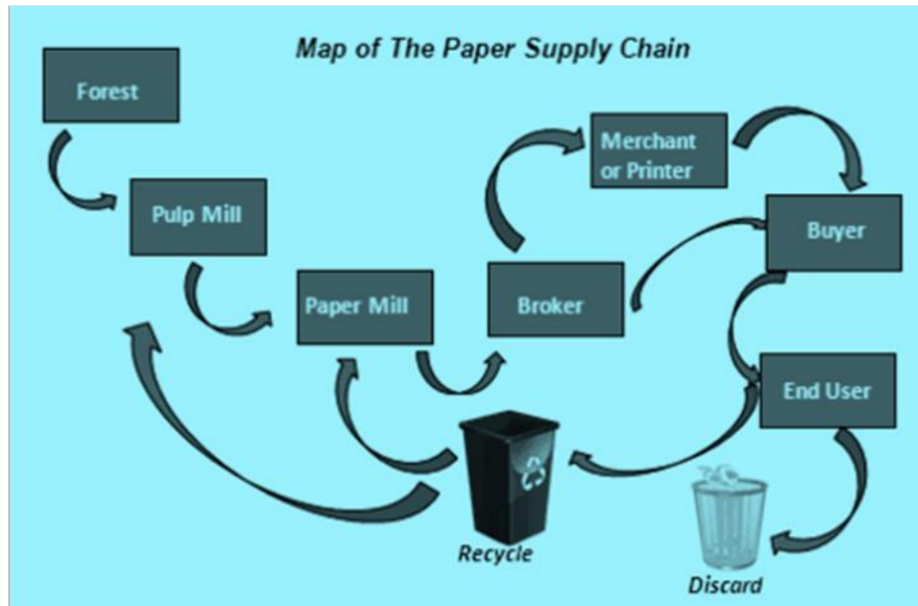 Map of The Paper Supply Chain
Forest
Merchant
or Printer
Pulp Mill
Buyer
Paper Mill
Broker
End User
Recycle
Discard